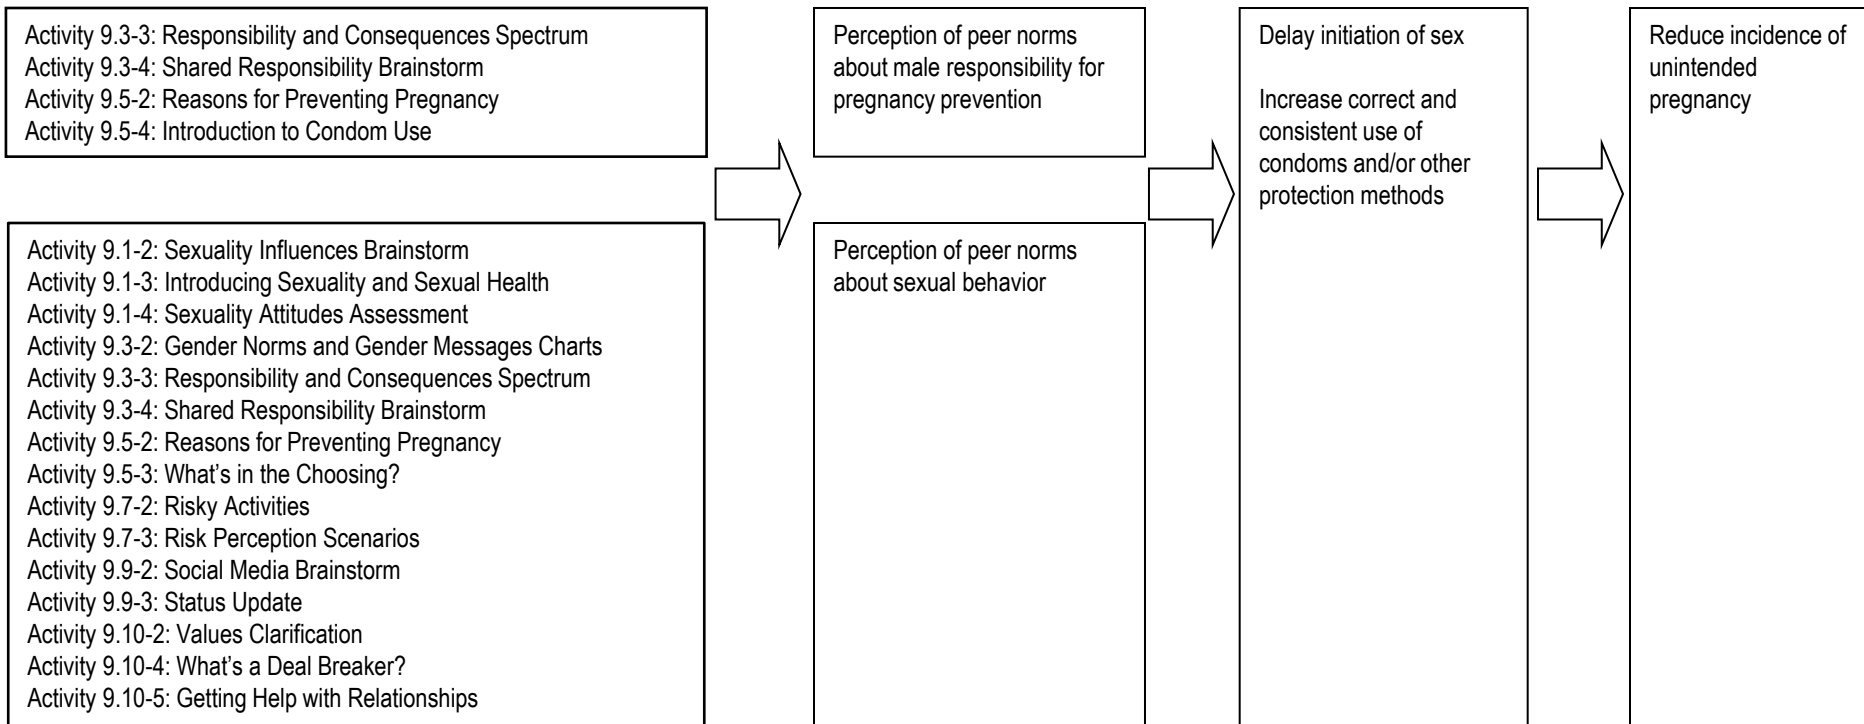 Activity 9.3-3: Responsibility and Consequences Spectrum
Activity 9.3-4: Shared Responsibility Brainstorm
Activity 9.5-2: Reasons for Preventing Pregnancy
Activity 9.5-4: Introduction to Condom Use
Perception of peer norms
about male responsibility for
pregnancy prevention
Activity 9.1-2: Sexuality Influences Brainstorm
Activity 9.1-3: Introducing Sexuality and Sexual Health
Activity 9.1-4: Sexuality Attitudes Assessment
Activity 9.3-2: Gender Norms and Gender Messages Charts
Activity 9.3-3: Responsibility and Consequences Spectrum
Activity 9.3-4: Shared Responsibility Brainstorm
Activity 9.5-2: Reasons for Preventing Pregnancy
Activity 9.5-3: What's in the Choosing?
Activity 9.7-2: Risky Activities
Activity 9.7-3: Risk Perception Scenarios
Activity 9.9-2: Social Media Brainstorm
Activity 9.9-3: Status Update
Activity 9.10-2: Values Clarification
Activity 9.10-4: What's a Deal Breaker?
Activity 9.10-5: Getting Help with Relationships
Perception of peer norms
about sexual behavior
Delay initiation of sex
Increase correct and
consistent use of
condoms and/or other
protection methods
Reduce incidence of
unintended
pregnancy